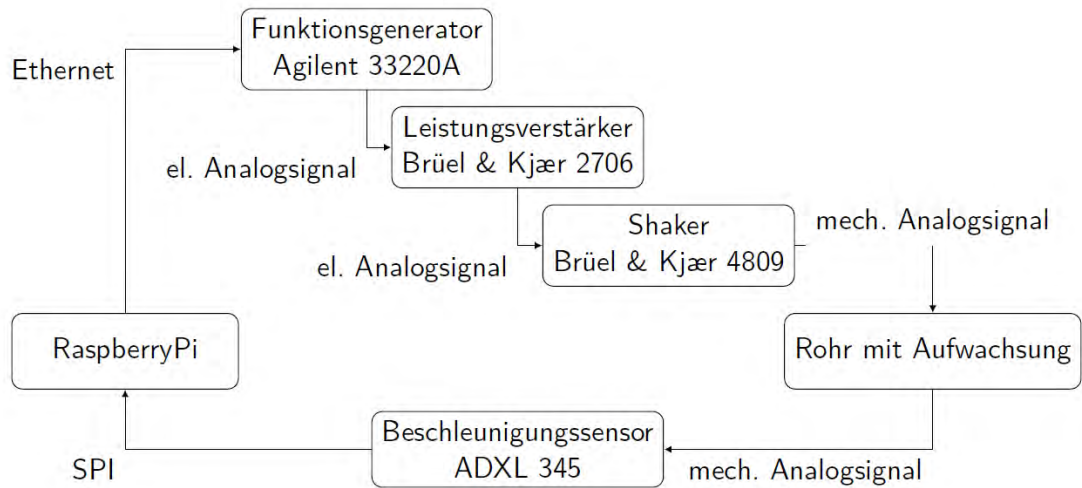 Funktionsgenerator
Agilent 33220A
Ethernet
Leistungsverstärker
Brüel & Kjær 2706
el. Analogsignal
Shaker
Brüel & Kjær 4809
mech. Analogsignal
el. Analogsignal
RaspberryPi
Rohr mit Aufwachsung
Beschleunigungssensor
ADXL 345
SPI
mech. Analogsignal